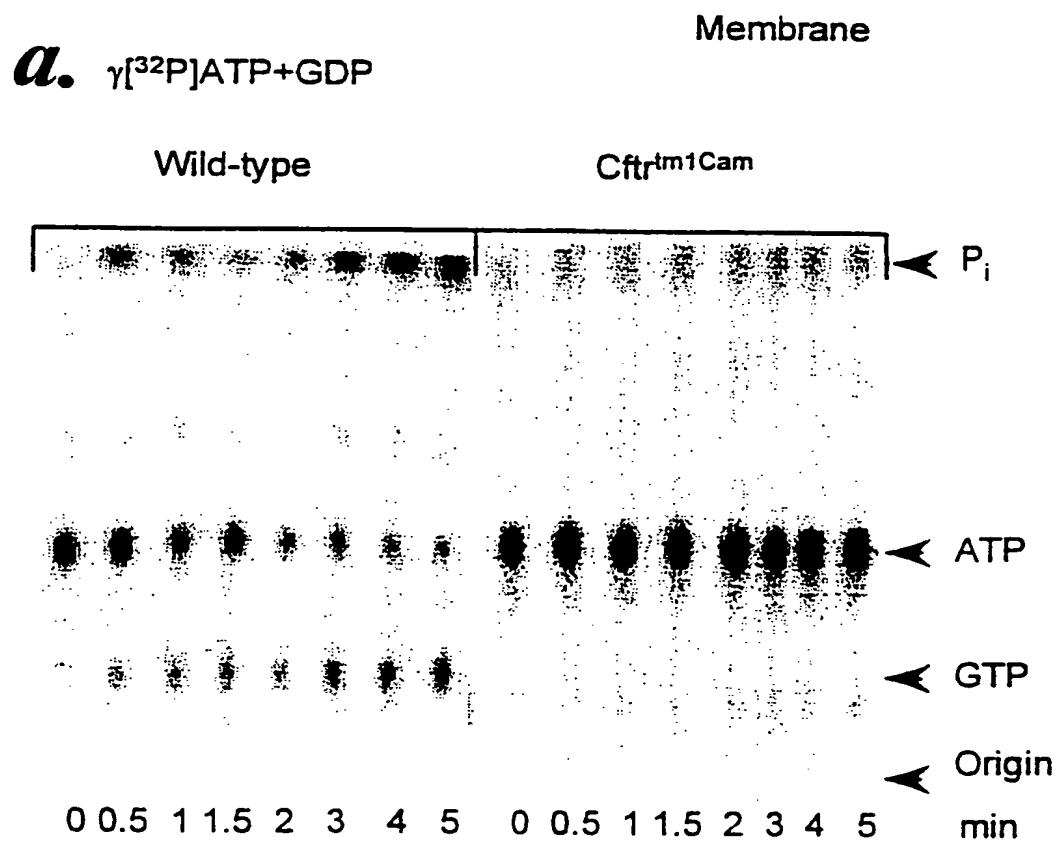 Membrane
a. γ[³²P]ATP+GDP
Wild-type Cftrᵗᵐ¹ᶜᵃᵐ
Pᵢ
ATP
GTP
Origin
0 0.5 1 1.5 2 3 4 5 0 0.5 1 1.5 2 3 4 5 min